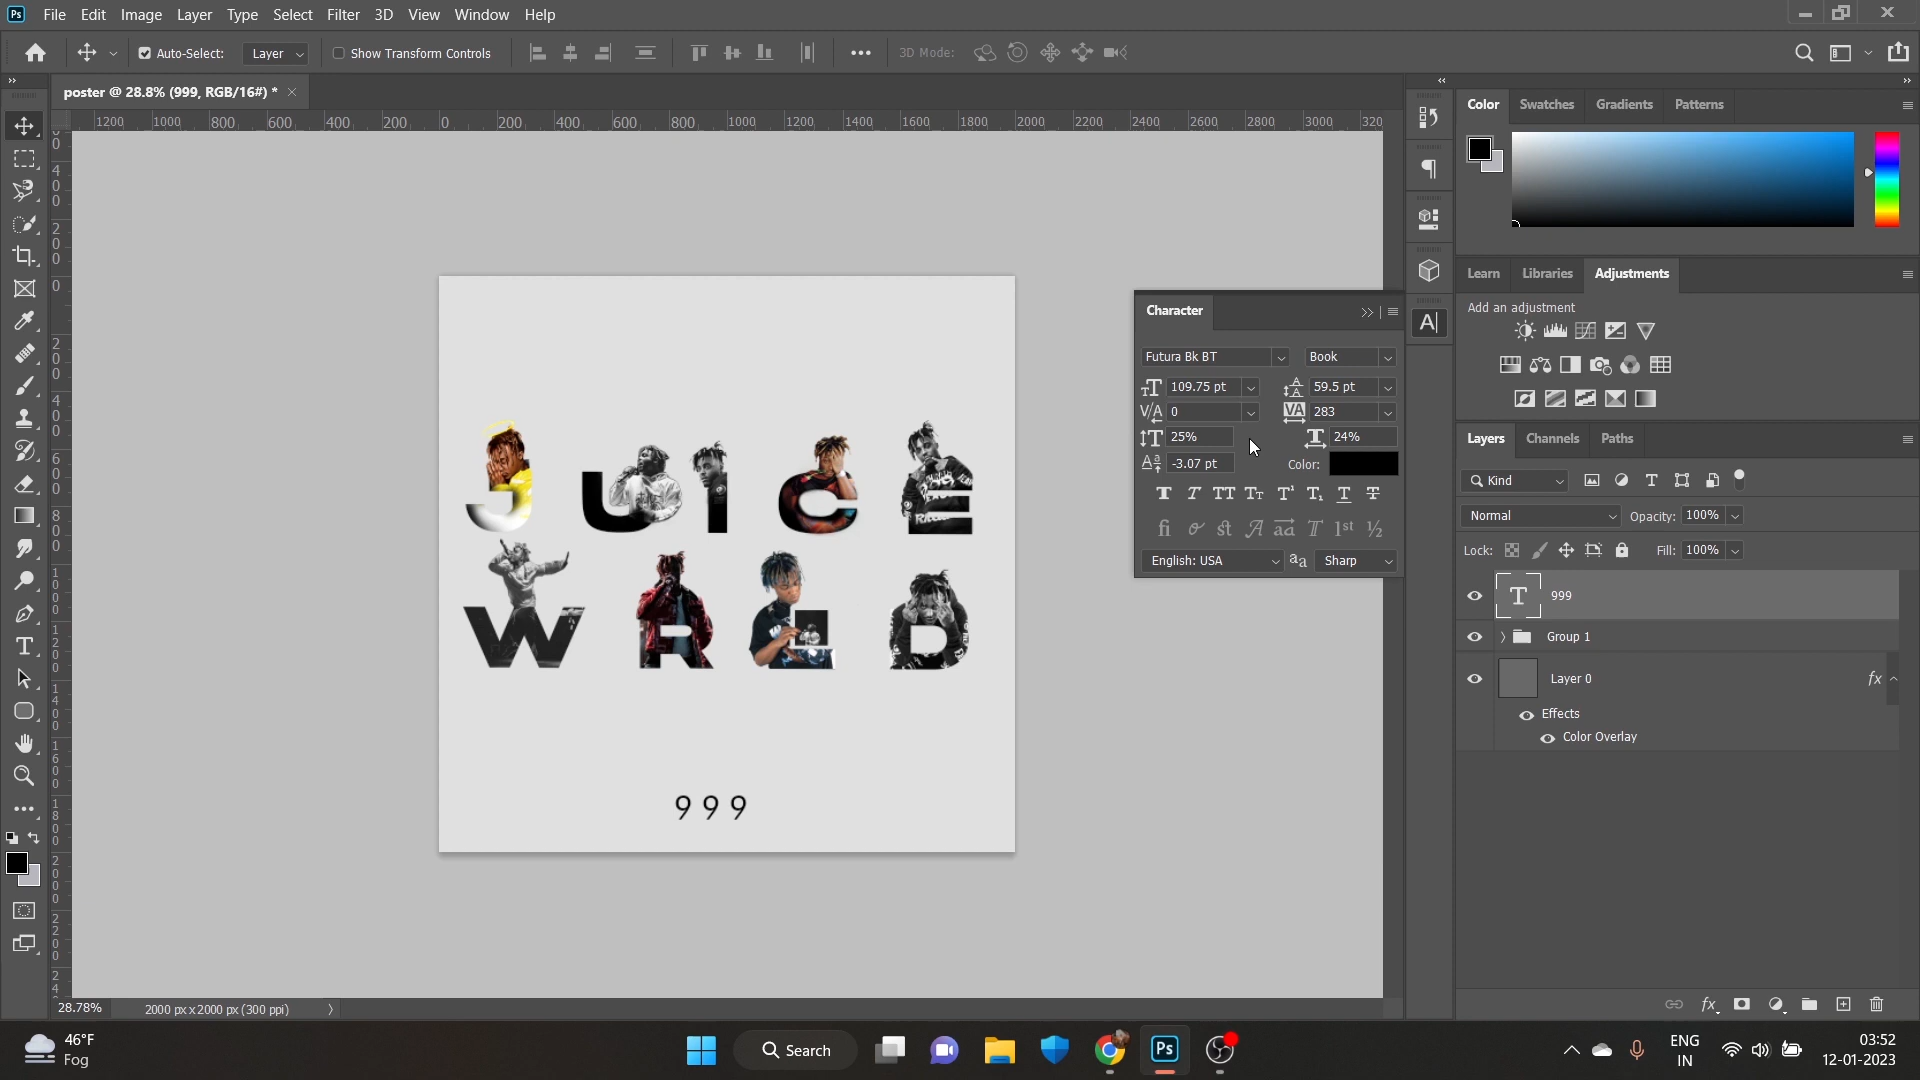 File Edit Image Layer Type Select Filter 3D View Window Help
Auto-Select: Layer Show Transform Controls 3D Mode:
poster @ 28.8% (999, RGB/16#) *
1200 1000 800 600 400 200 0 200 400 600 800 1000 1200 1400 1600 1800 2000 2200 2400 2600 2800 3000 320
JUICE
WRLD
999
28.78% 2000 px x 2000 px (300 ppi)
Character
Futura Bk BT Book
109.75 pt 59.5 pt
0 283
25% 24%
-3.07 pt Color:
English: USA Sharp
Color Swatches Gradients Patterns
Learn Libraries Adjustments
Add an adjustment
Layers Channels Paths
Kind
Normal Opacity: 100%
Lock: Fill: 100%
999
Group 1
Layer 0 fx
Effects
Color Overlay
46°F
Fog
Search
ENG
IN
03:52
12-01-2023